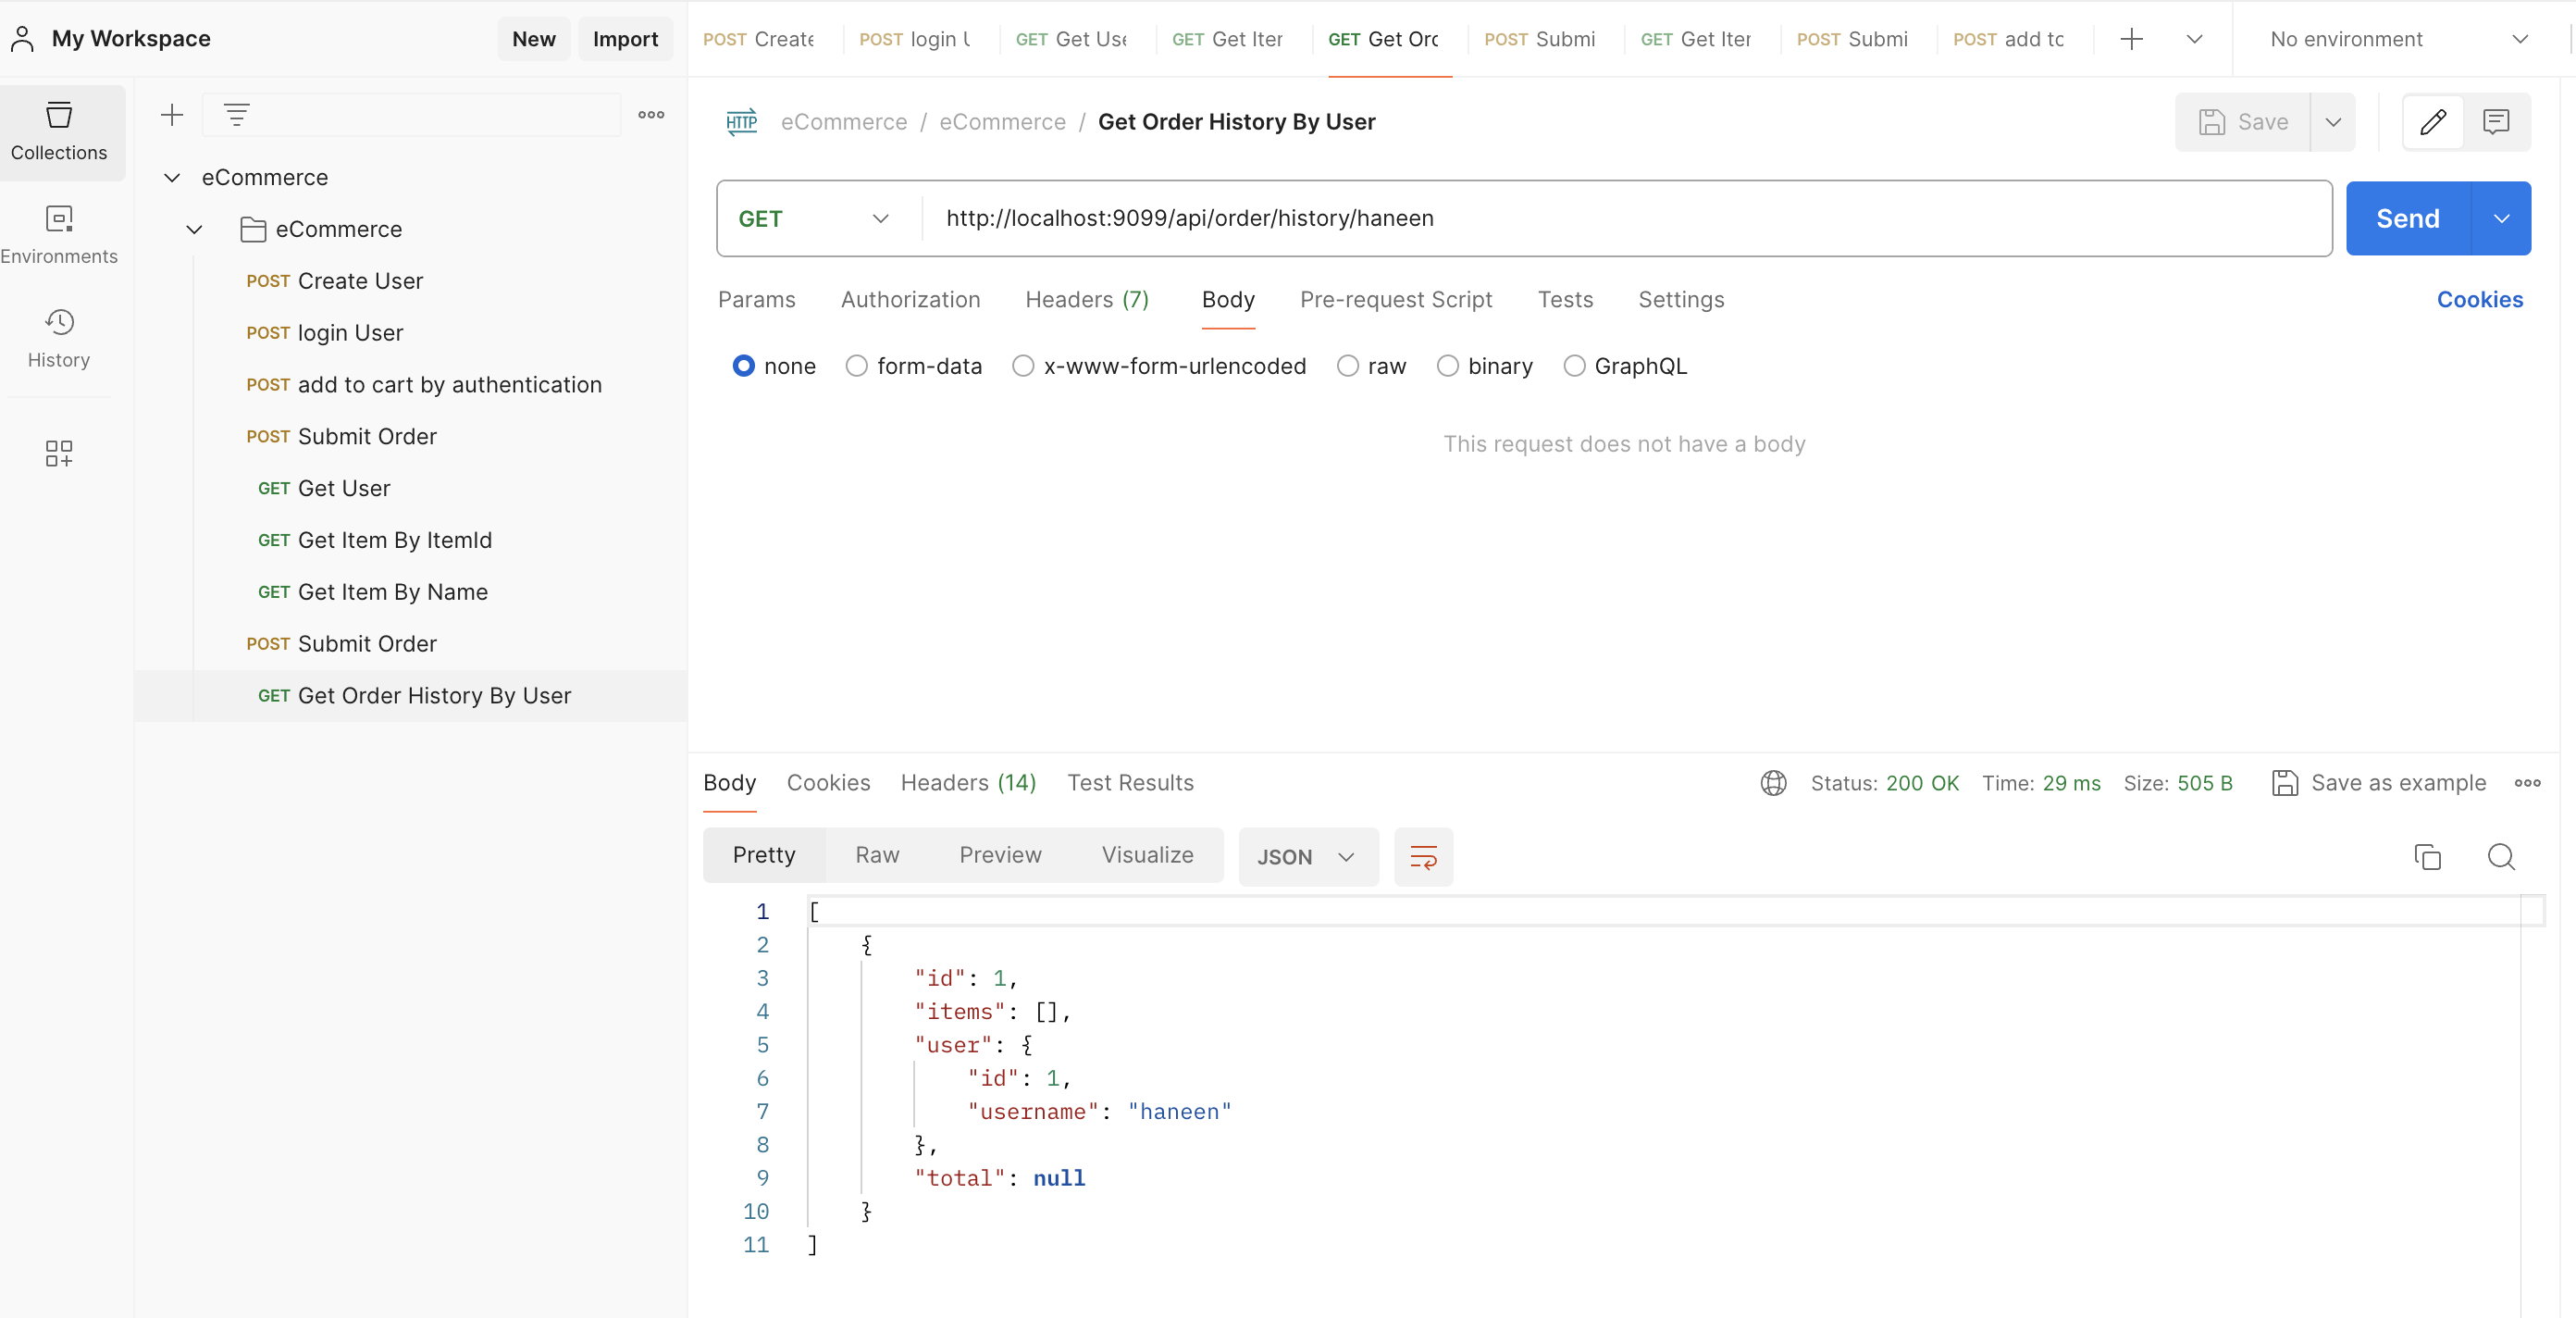 My Workspace
New
Import
POST Create
POST login U
GET Get Use
GET Get Iter
GET Get Orc
POST Submi
GET Get Iter
POST Submi
POST add to
No environment
Collections
Environments
History
eCommerce
eCommerce
POST Create User
POST login User
POST add to cart by authentication
POST Submit Order
GET Get User
GET Get Item By ItemId
GET Get Item By Name
POST Submit Order
GET Get Order History By User
HTTP eCommerce / eCommerce / Get Order History By User
Save
GET http://localhost:9099/api/order/history/haneen
Send
Params Authorization Headers (7) Body Pre-request Script Tests Settings Cookies
none form-data x-www-form-urlencoded raw binary GraphQL
This request does not have a body
Body Cookies Headers (14) Test Results
Status: 200 OK Time: 29 ms Size: 505 B Save as example
Pretty Raw Preview Visualize JSON
1 [
2 {
3 "id": 1,
4 "items": [],
5 "user": {
6 "id": 1,
7 "username": "haneen"
8 },
9 "total": null
10 }
11 ]